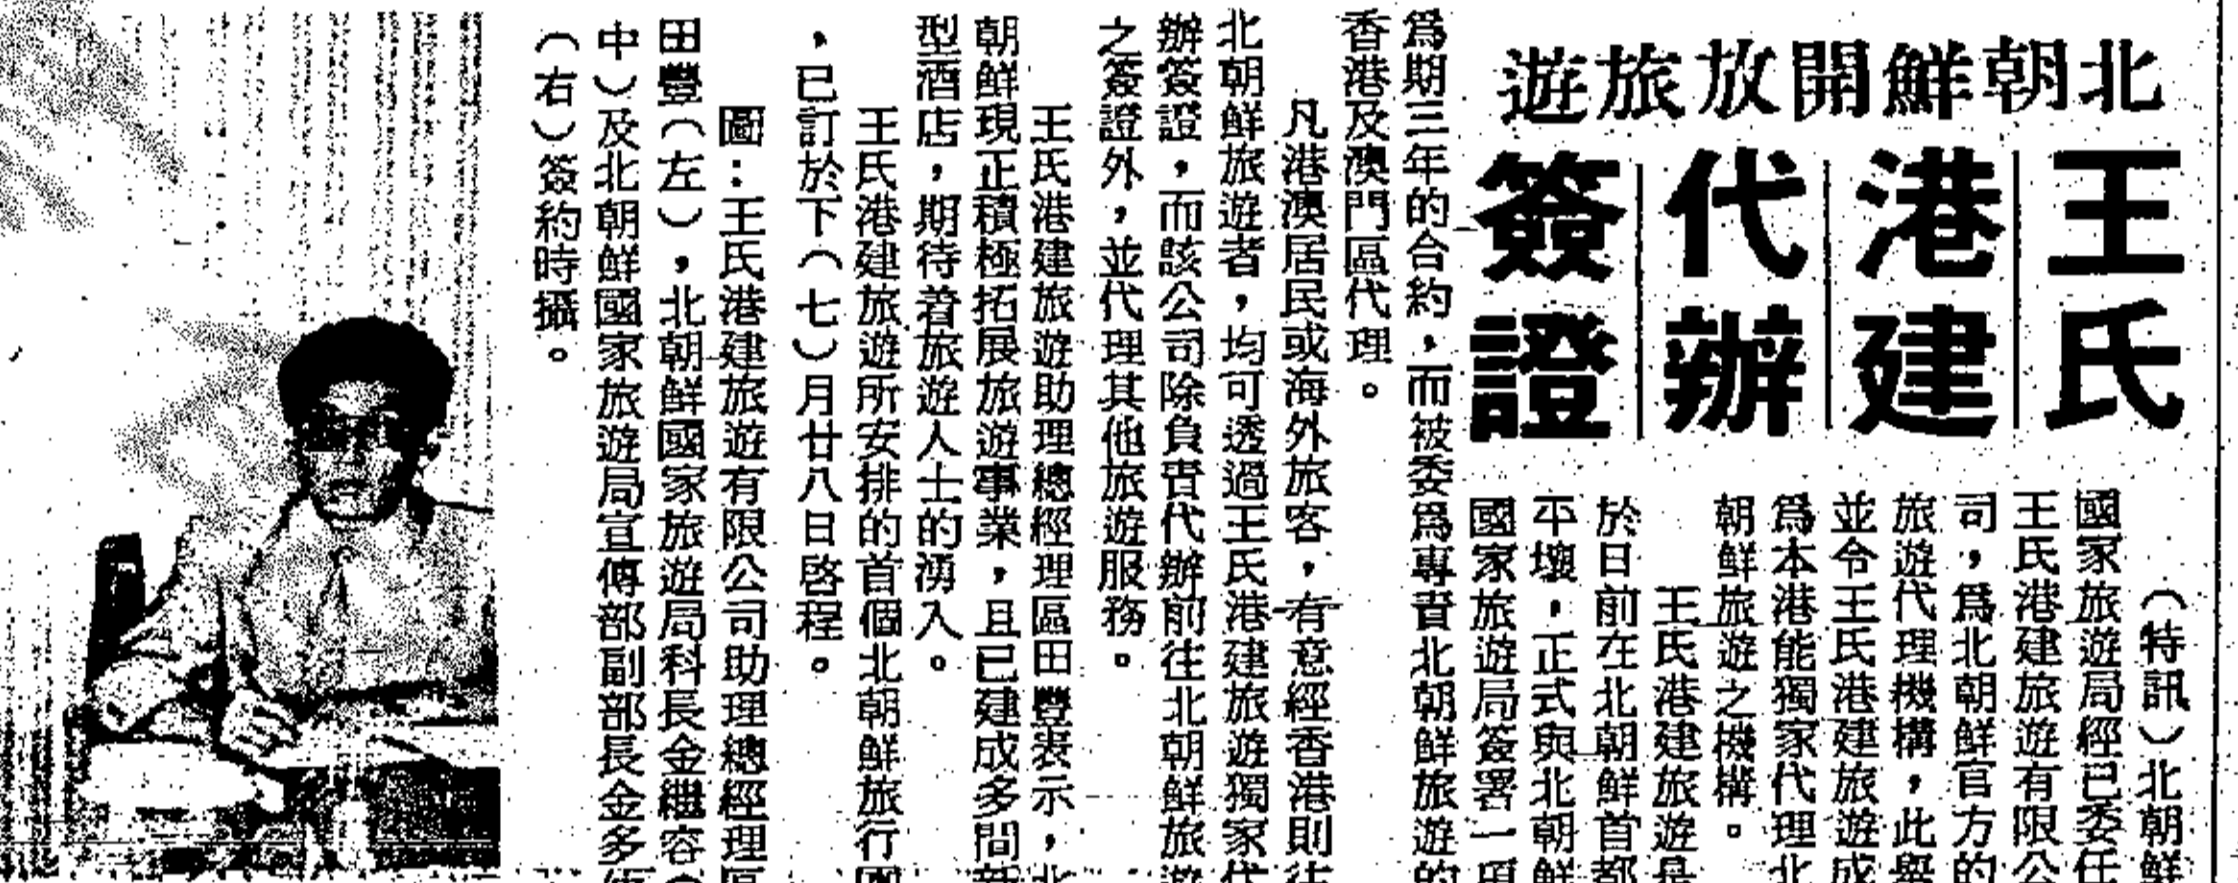 北朝鮮開放旅遊
王氏港建代辦簽證
（特訊）北朝鮮
國家旅遊局經已委任
王氏港建旅遊有限公
司，爲北朝鮮官方的
旅遊代理機構，此舉
並令王氏港建旅遊成
爲本港能獨家代理北
朝鮮旅遊之機構。
王氏港建旅遊是
於日前在北朝鮮首都
平壤，正式與北朝鮮
國家旅遊局簽署一項
爲期三年的合約，而被委爲專責北朝鮮旅遊的
香港及澳門區代理。
凡港澳居民或海外旅客，有意經香港則往
北朝鮮旅遊者，均可透過王氏港建旅遊獨家代
辦簽證，而該公司除負責代辦前往北朝鮮旅遊
之簽證外，並代理其他旅遊服務。
王氏港建旅遊助理總經理區田豐表示，北
朝鮮現正積極拓展旅遊事業，且已建成多間新
型酒店，期待着旅遊人士的湧入。
王氏港建旅遊所安排的首個北朝鮮旅行團
，已訂於下（七）月廿八日啓程。
圖：王氏港建旅遊有限公司助理總經理區
田豐（左），北朝鮮國家旅遊局科長金繼容（
中）及北朝鮮國家旅遊局宣傳部副部長金多
（右）簽約時攝。